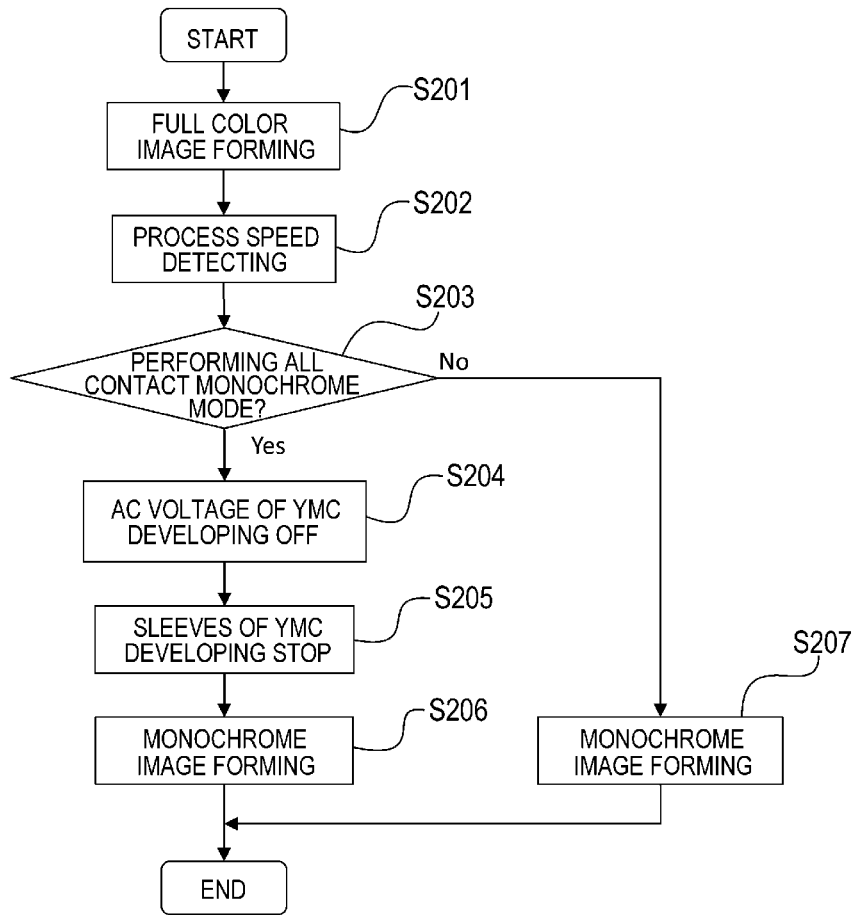 START
S201
FULL COLOR
IMAGE FORMING
S202
PROCESS SPEED
DETECTING
S203
PERFORMING ALL
CONTACT MONOCHROME
MODE?
No
Yes
S204
AC VOLTAGE OF YMC
DEVELOPING OFF
S205
SLEEVES OF YMC
DEVELOPING STOP
S206
MONOCHROME
IMAGE FORMING
S207
MONOCHROME
IMAGE FORMING
END